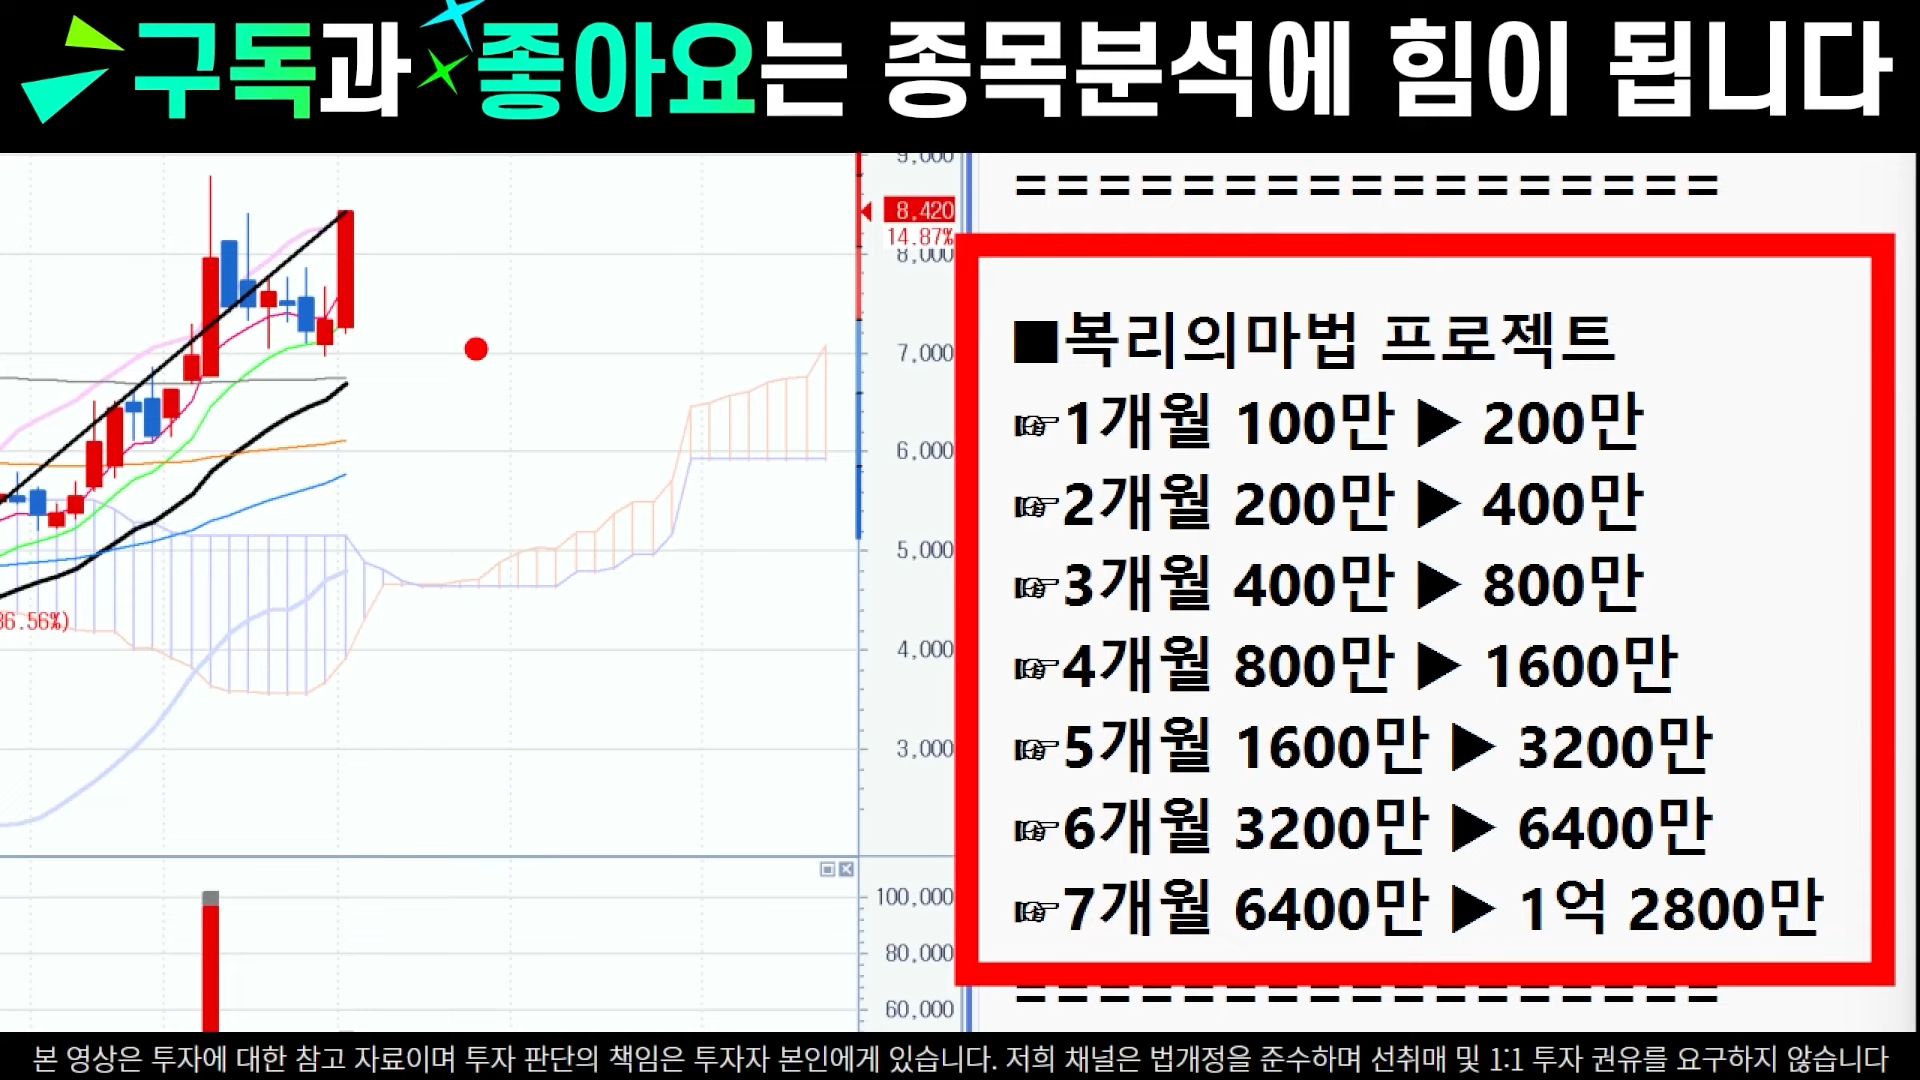 구독과 좋아요는 종목분석에 힘이 됩니다
9,000
8,420
14.87%
8,000
7,000
6,000
5,000
4,000
3,000
36.56%)
100,000
80,000
60,000
=================
■복리의마법 프로젝트
☞1개월 100만 ▶ 200만
☞2개월 200만 ▶ 400만
☞3개월 400만 ▶ 800만
☞4개월 800만 ▶ 1600만
☞5개월 1600만 ▶ 3200만
☞6개월 3200만 ▶ 6400만
☞7개월 6400만 ▶ 1억 2800만
=================
본 영상은 투자에 대한 참고 자료이며 투자 판단의 책임은 투자자 본인에게 있습니다. 저희 채널은 법개정을 준수하며 선취매 및 1:1 투자 권유를 요구하지 않습니다